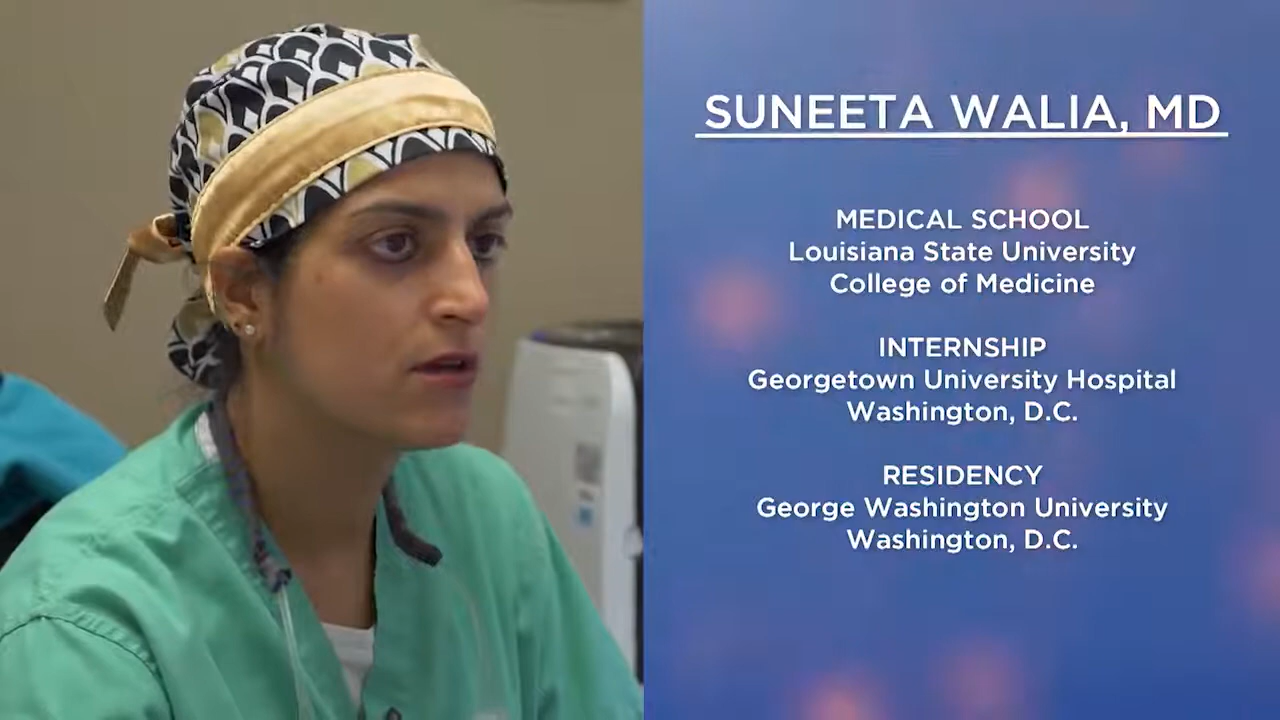 SUNEETA WALIA, MD
MEDICAL SCHOOL
Louisiana State University
College of Medicine
INTERNSHIP
Georgetown University Hospital
Washington, D.C.
RESIDENCY
George Washington University
Washington, D.C.